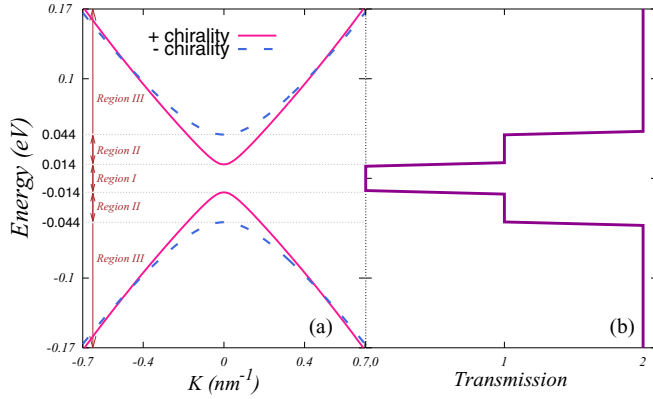 0.17
0.1
0.044
0.014
-0.014
-0.044
-0.1
-0.17
Energy (eV)
+ chirality
- chirality
Region III
Region II
Region I
Region II
Region III
(a)
(b)
-0.7
-0.4
0
0.4
0.7,0
1
2
K (nm⁻¹)
Transmission